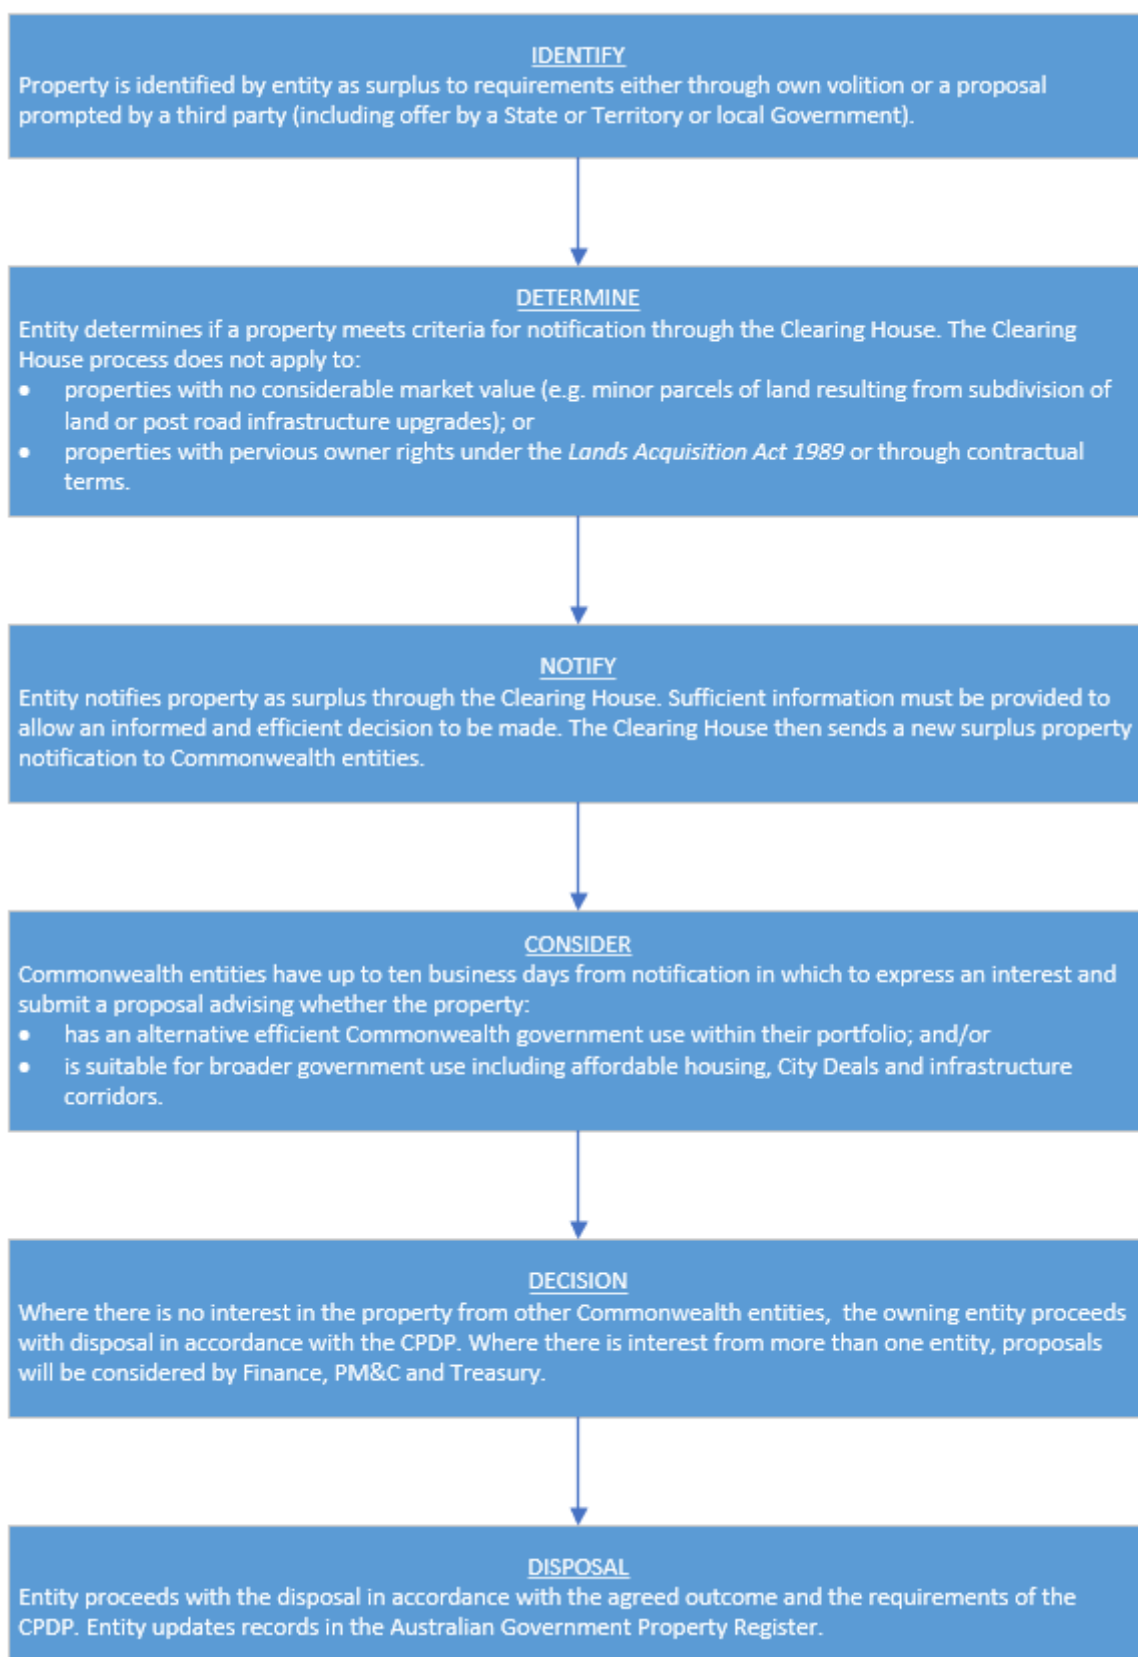 IDENTIFY
Property is identified by entity as surplus to requirements either through own volition or a proposal
prompted by a third party (including offer by a State or Territory or local Government).
DETERMINE
Entity determines if a property meets criteria for notification through the Clearing House. The Clearing
House process does not apply to:
• properties with no considerable market value (e.g. minor parcels of land resulting from subdivision of
land or post road infrastructure upgrades); or
• properties with pervious owner rights under the Lands Acquisition Act 1989 or through contractual
terms.
NOTIFY
Entity notifies property as surplus through the Clearing House. Sufficient information must be provided to
allow an informed and efficient decision to be made. The Clearing House then sends a new surplus property
notification to Commonwealth entities.
CONSIDER
Commonwealth entities have up to ten business days from notification in which to express an interest and
submit a proposal advising whether the property:
• has an alternative efficient Commonwealth government use within their portfolio; and/or
• is suitable for broader government use including affordable housing, City Deals and infrastructure
corridors.
DECISION
Where there is no interest in the property from other Commonwealth entities, the owning entity proceeds
with disposal in accordance with the CPDP. Where there is interest from more than one entity, proposals
will be considered by Finance, PM&C and Treasury.
DISPOSAL
Entity proceeds with the disposal in accordance with the agreed outcome and the requirements of the
CPDP. Entity updates records in the Australian Government Property Register.